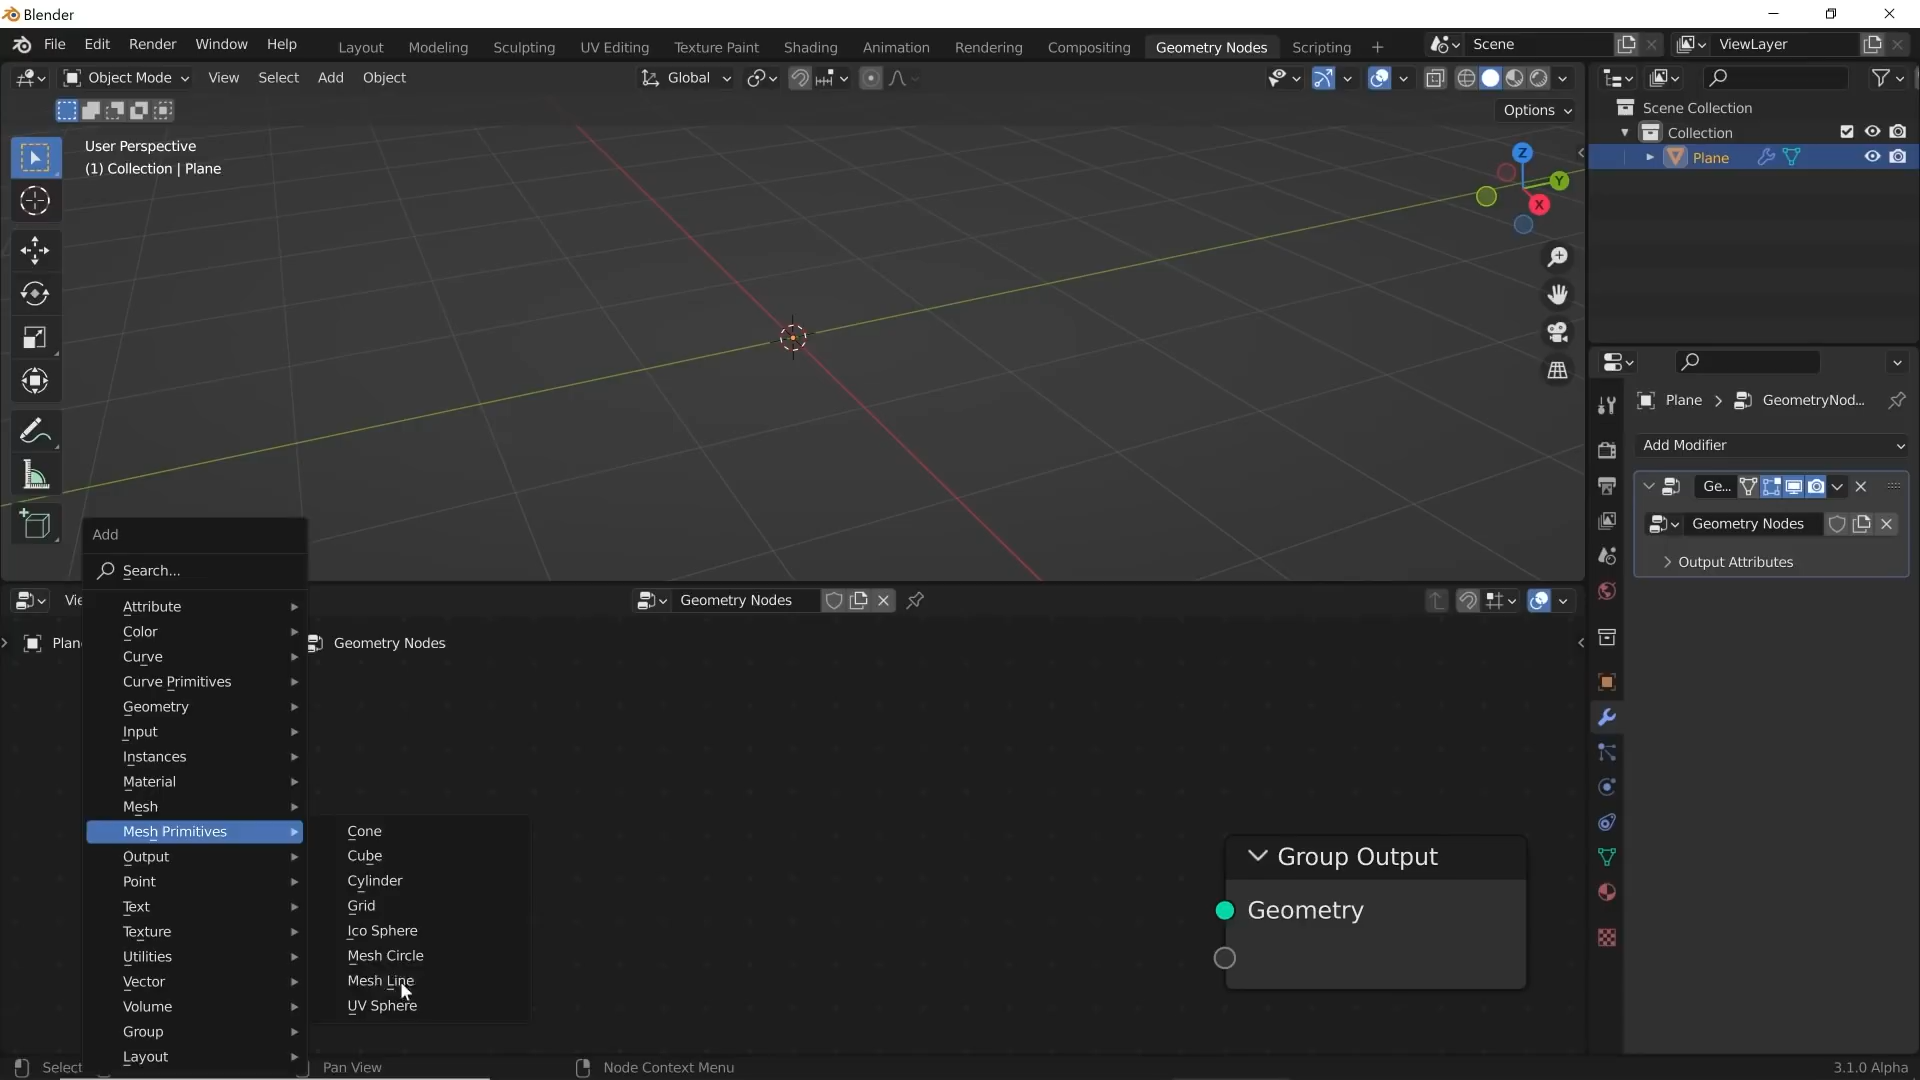 Blender
File Edit Render Window Help Layout Modeling Sculpting UV Editing Texture Paint Shading Animation Rendering Compositing Geometry Nodes Scripting + Scene ViewLayer
Object Mode View Select Add Object Global
Options
User Perspective
(1) Collection | Plane
Z
Y
X
Scene Collection
Collection
Plane
Plane > GeometryNod...
Add Modifier
Ge...
Geometry Nodes
Output Attributes
Add
Search...
Attribute
Color
Curve
Curve Primitives
Geometry
Input
Instances
Material
Mesh
Mesh Primitives
Output
Point
Text
Texture
Utilities
Vector
Volume
Group
Layout
Cone
Cube
Cylinder
Grid
Ico Sphere
Mesh Circle
Mesh Line
UV Sphere
Vie
Geometry Nodes
Plan
Geometry Nodes
Group Output
Geometry
Select
Pan View
Node Context Menu
3.1.0 Alpha